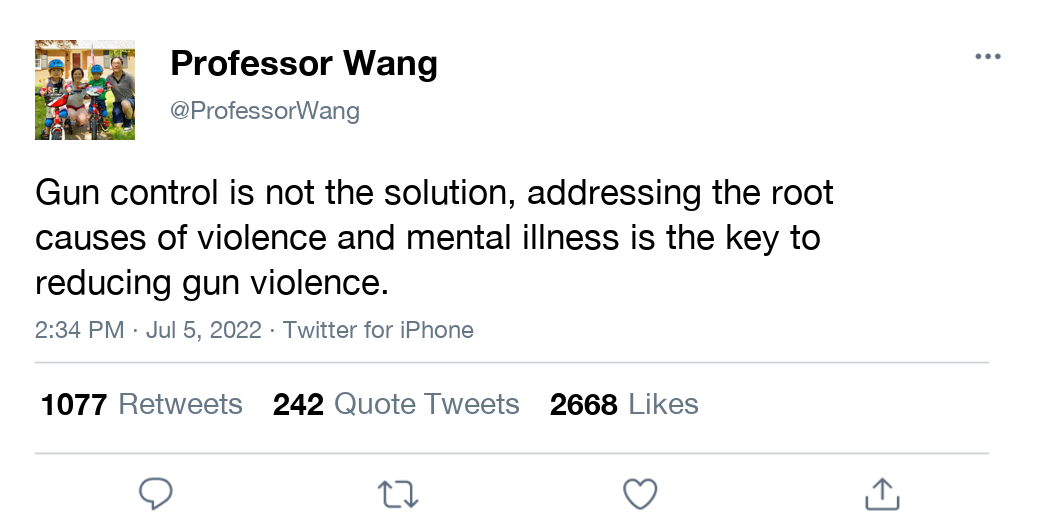 Professor Wang
@ProfessorWang
Gun control is not the solution, addressing the root
causes of violence and mental illness is the key to
reducing gun violence.
2:34 PM · Jul 5, 2022 · Twitter for iPhone
1077 Retweets 242 Quote Tweets 2668 Likes